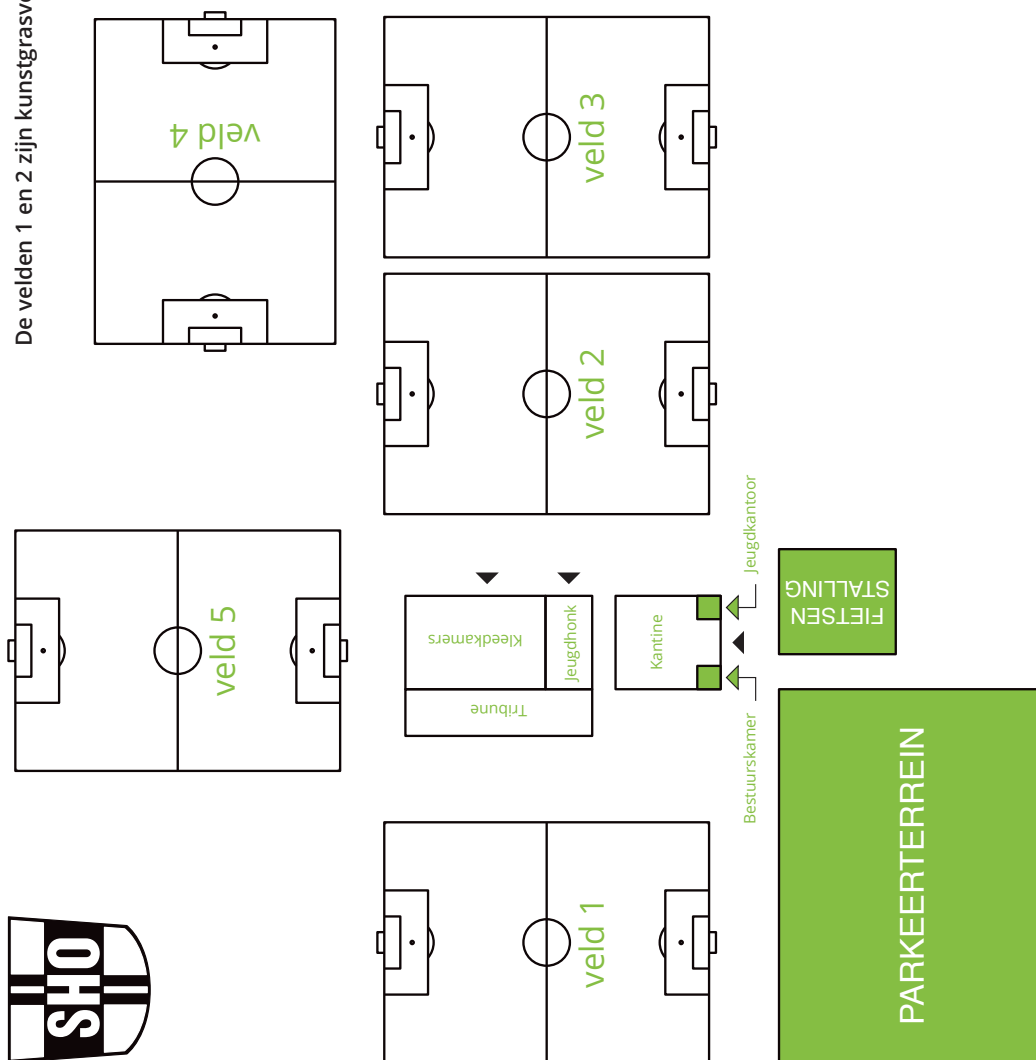 SHO
De velden 1 en 2 zijn
veld 5
veld 4
veld 1
Tribune
Kleedkamers
Jeugdhonk
Kantine
veld 2
veld 3
Bestuurskamer
Jeugdkantoor
PARKEERTERREIN
FIETSEN
STALLING